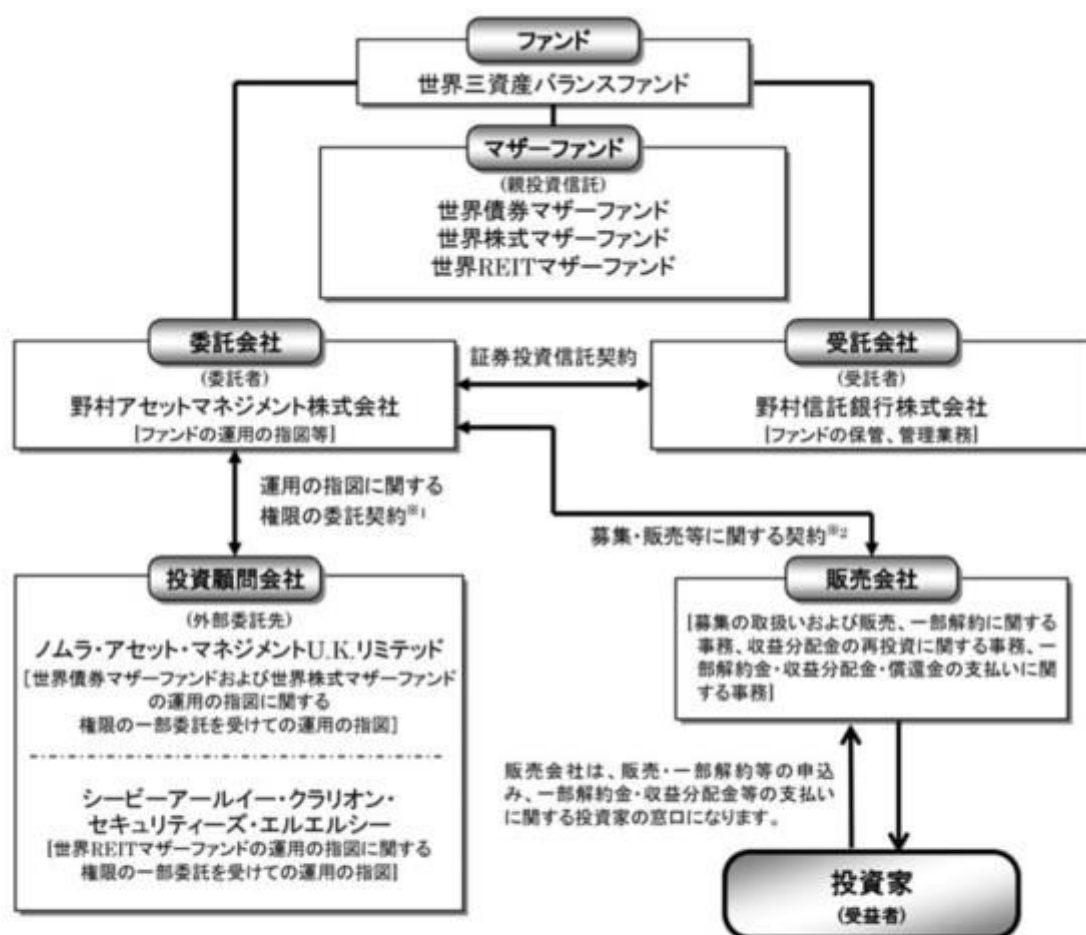 ファンド
世界三資産バランスファンド
マザーファンド
(親投資信託)
世界債券マザーファンド
世界株式マザーファンド
世界REITマザーファンド
委託会社
(委託者)
野村アセットマネジメント株式会社
[ファンドの運用の指図等]
証券投資信託契約
受託会社
(受託者)
野村信託銀行株式会社
[ファンドの保管、管理業務]
運用の指図に関する
権限の委託契約※1
募集・販売等に関する契約※2
投資顧問会社
(外部委託先)
ノムラ・アセット・マネジメントU.K.リミテッド
[世界債券マザーファンドおよび世界株式マザーファンド
の運用の指図に関する
権限の一部委託を受けての運用の指図]
シービーアールイー・クラリオン・
セキュリティーズ・エルエルシー
[世界REITマザーファンドの運用の指図に関する
権限の一部委託を受けての運用の指図]
販売会社
[募集の取扱いおよび販売、一部解約に関する
事務、収益分配金の再投資に関する事務、一
部解約金・収益分配金・償還金の支払いに関
する事務]
販売会社は、販売・一部解約等の申込
み、一部解約金・収益分配金等の支払い
に関する投資家の窓口になります。
投資家
(受益者)